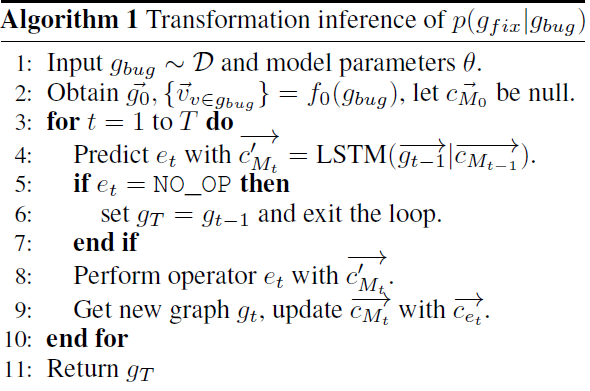 Algorithm 1 Transformation inference of $p(g_{fix}|g_{bug})$
1: Input $g_{bug} \sim \mathcal{D}$ and model parameters $\theta$.
2: Obtain $\vec{g_0}, \{\vec{v}_{v \in g_{bug}}\} = f_0(g_{bug})$, let $\vec{c_{M_0}}$ be null.
3: for $t = 1$ to $T$ do
4: Predict $e_t$ with $\overrightarrow{c'_{M_t}} = \text{LSTM}(\overrightarrow{g_{t-1}}|\overrightarrow{c_{M_{t-1}}})$.
5: if $e_t = \texttt{NO\_OP}$ then
6: set $g_T = g_{t-1}$ and exit the loop.
7: end if
8: Perform operator $e_t$ with $\overrightarrow{c'_{M_t}}$.
9: Get new graph $g_t$, update $\overrightarrow{c_{M_t}}$ with $\overrightarrow{c_{e_t}}$.
10: end for
11: Return $g_T$